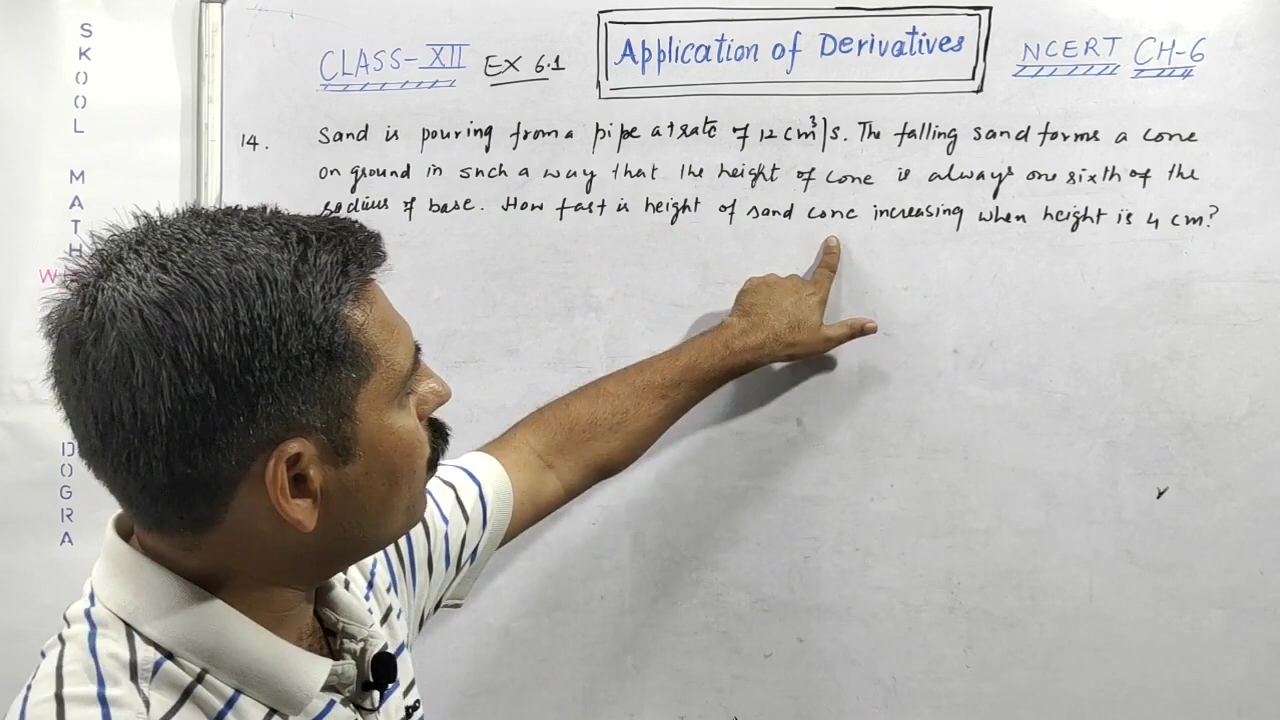 CLASS-XII EX 6.1 Application of Derivatives NCERT CH-6
14. Sand is pouring from a pipe at rate of 12 cm³/s. The falling sand forms a cone
on ground in such a way that the height of cone is always one sixth of the
radius of base. How fast is height of sand cone increasing when height is 4 cm?
SKOOL MATH
DOGRA